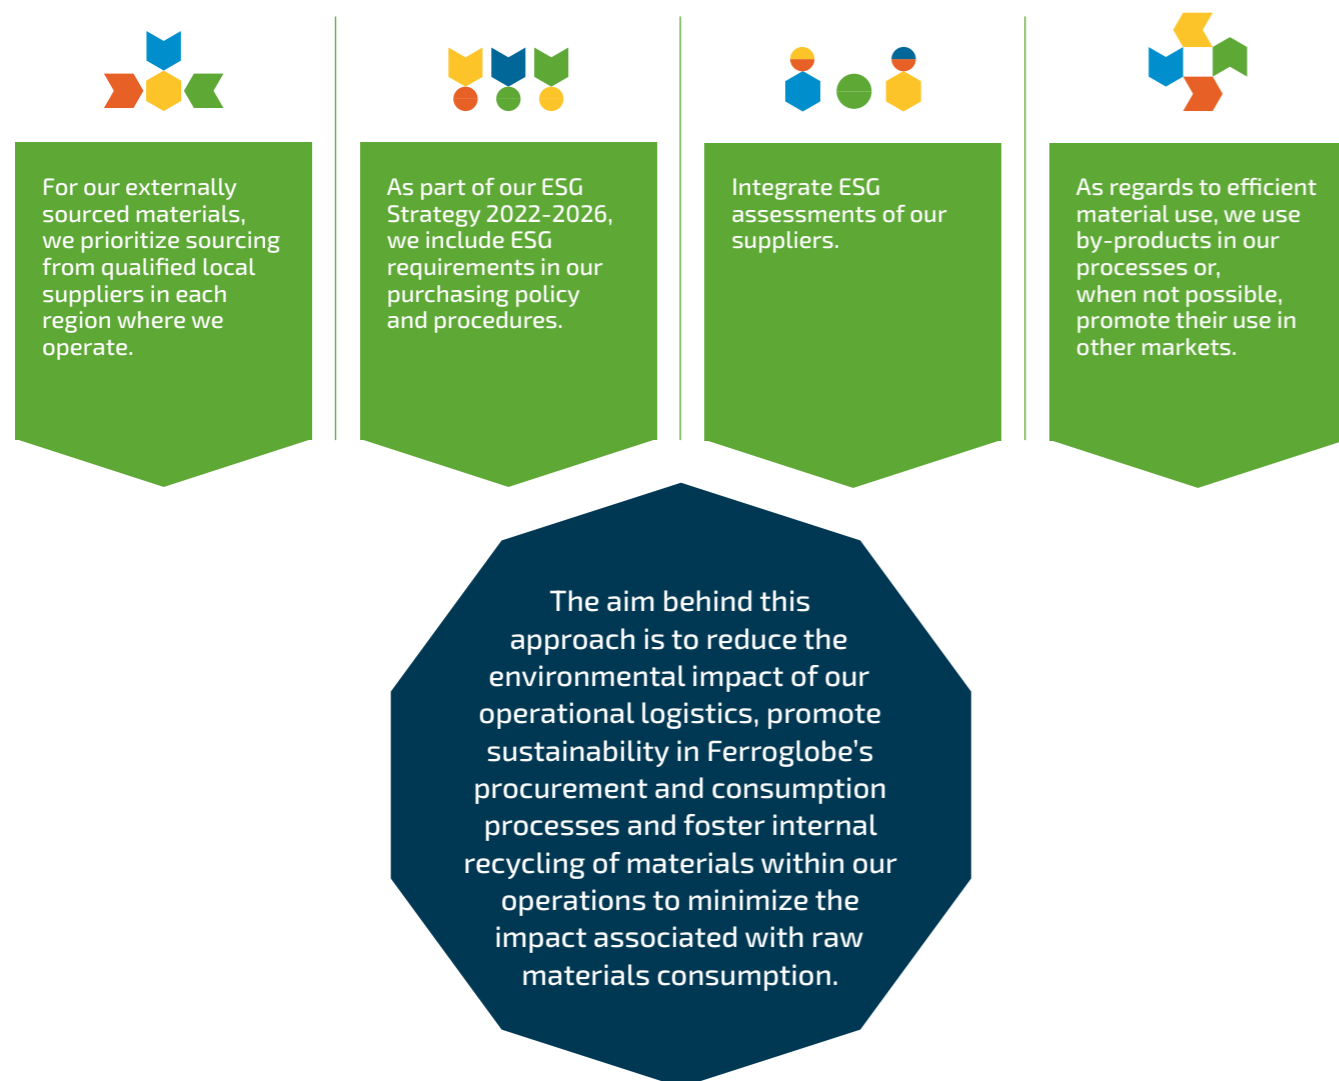 For our externally
sourced materials,
we prioritize sourcing
from qualified local
suppliers in each
region where we
operate.
As part of our ESG
Strategy 2022-2026,
we include ESG
requirements in our
purchasing policy
and procedures.
Integrate ESG
assessments of our
suppliers.
As regards to efficient
material use, we use
by-products in our
processes or,
when not possible,
promote their use in
other markets.
The aim behind this
approach is to reduce the
environmental impact of our
operational logistics, promote
sustainability in Ferroglobe’s
procurement and consumption
processes and foster internal
recycling of materials within our
operations to minimize the
impact associated with raw
materials consumption.